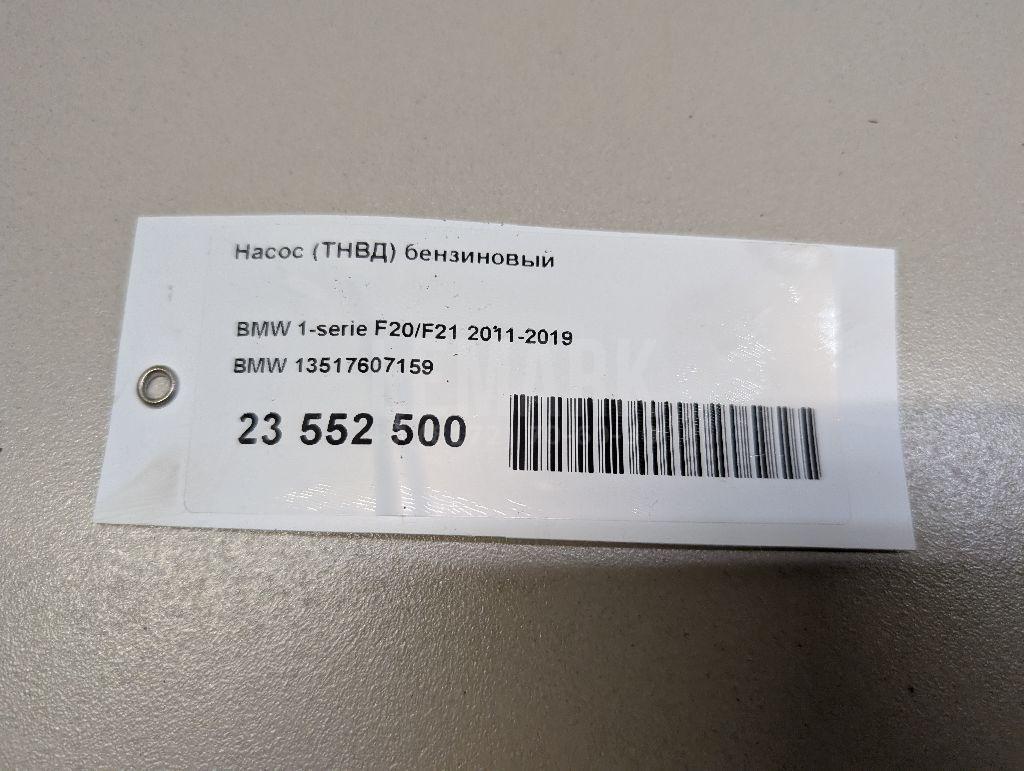 Насос (ТНВД) бензиновый
BMW 1-serie F20/F21 2011-2019
BMW 13517607159
23 552 500